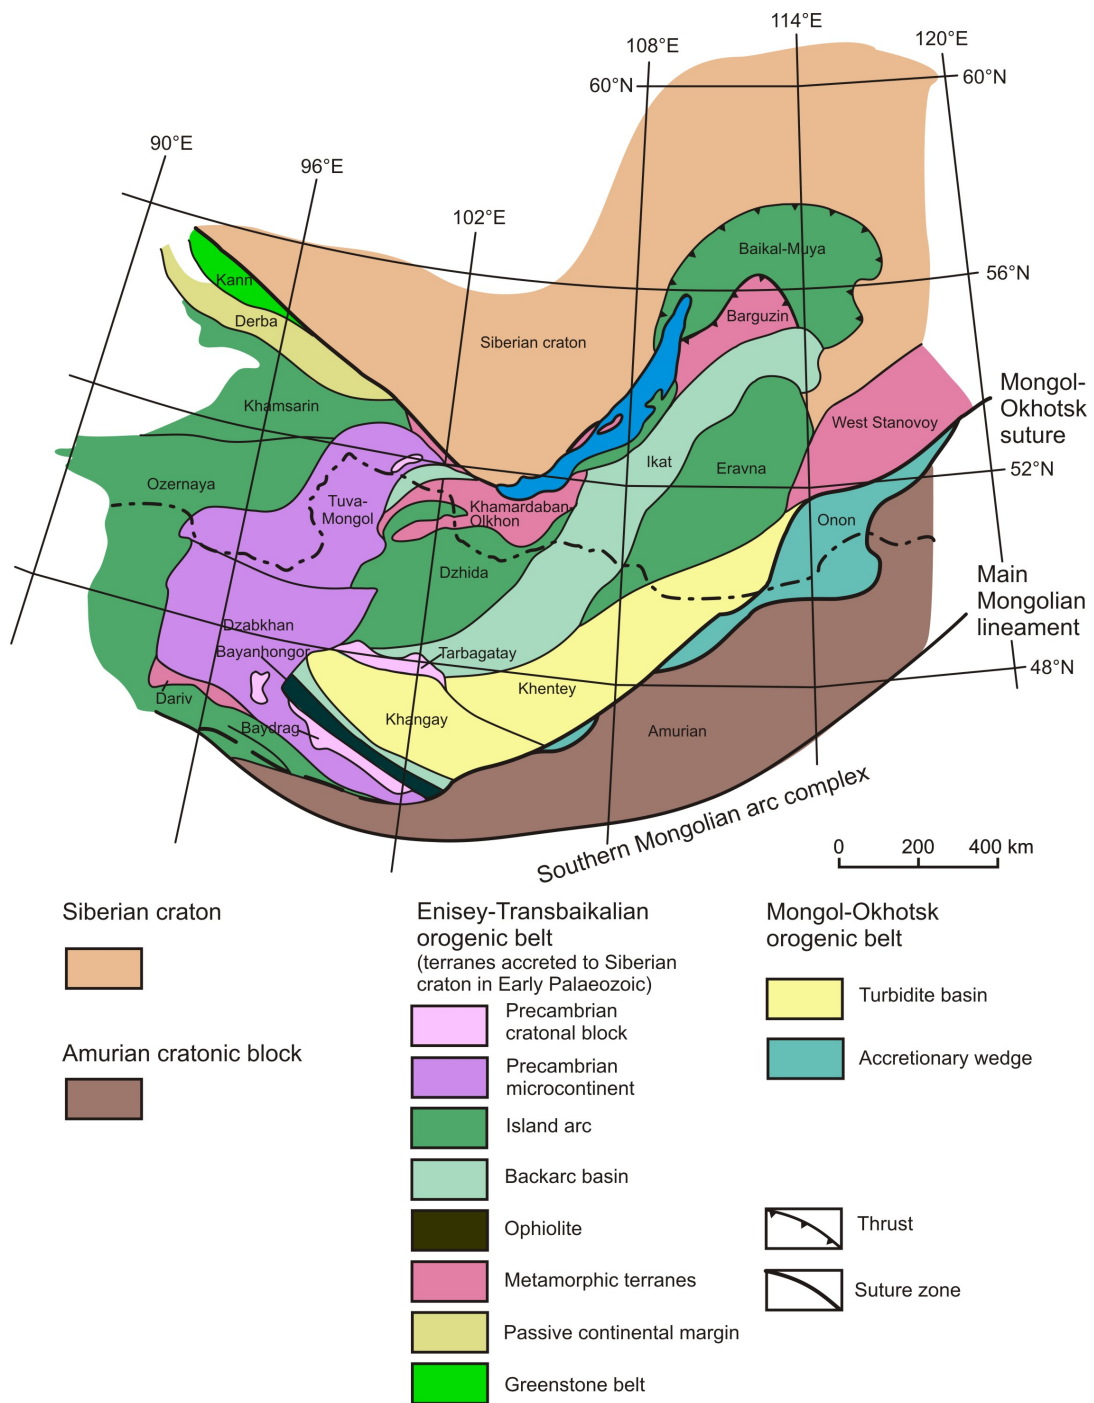 114°E
120°E
108°E
60°N
60°N
90°E
96°E
102°E
Baikal-Muya
56°N
Kann
Barguzin
Derba
Siberian craton
Mongol-
Okhotsk
suture
Khamsarin
West Stanovoy
Ikat
Eravna
52°N
Ozernaya
Tuva-
Mongol
Khamardaban-
Olkhon
Onon
Dzhida
Main
Mongolian
lineament
Dzabkhan
Bayanhongor
Tarbagatay
48°N
Khentey
Dariv
Khangay
Baydrag
Amurian
Southern Mongolian arc complex
0 200 400 km
Siberian craton
Amurian cratonic block
Enisey-Transbaikalian
orogenic belt
(terranes accreted to Siberian
craton in Early Palaeozoic)
Precambrian
cratonal block
Precambrian
microcontinent
Island arc
Backarc basin
Ophiolite
Metamorphic terranes
Passive continental margin
Greenstone belt
Mongol-Okhotsk
orogenic belt
Turbidite basin
Accretionary wedge
Thrust
Suture zone